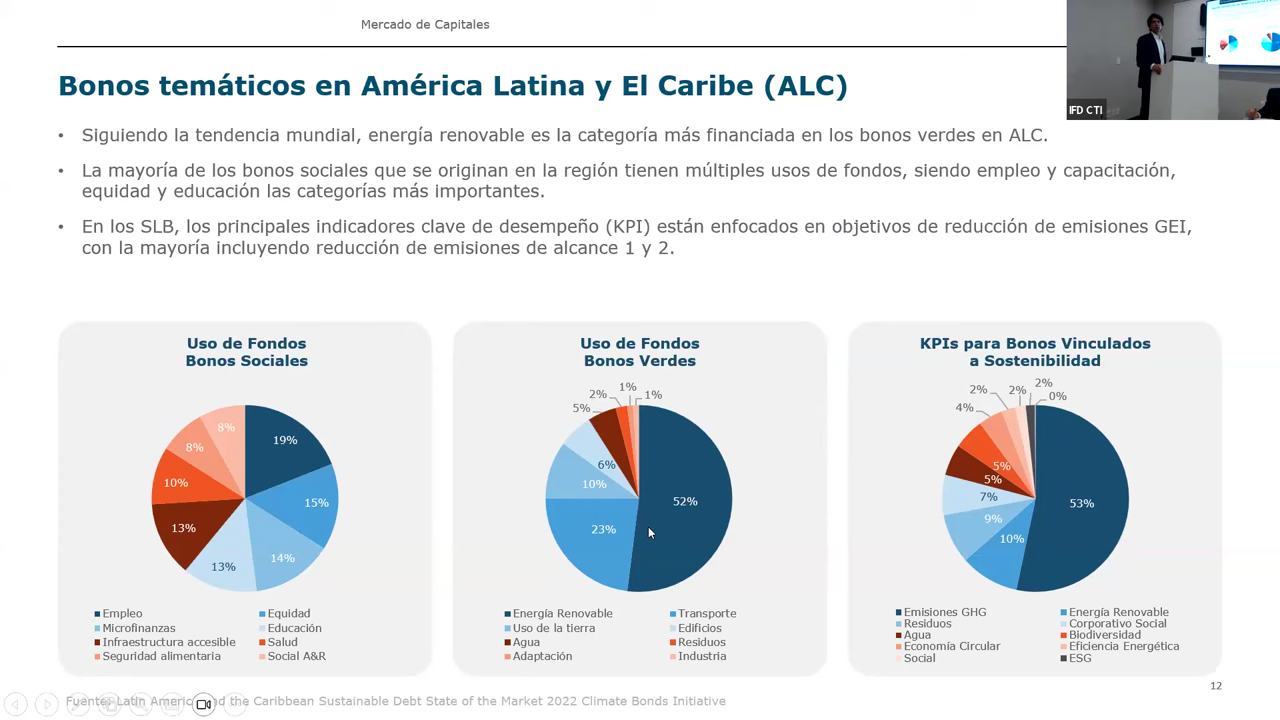 Mercado de Capitales
IFD CTI
Bonos temáticos en América Latina y El Caribe (ALC)
• Siguiendo la tendencia mundial, energía renovable es la categoría más financiada en los bonos verdes en ALC.
• La mayoría de los bonos sociales que se originan en la región tienen múltiples usos de fondos, siendo empleo y capacitación,
equidad y educación las categorías más importantes.
• En los SLB, los principales indicadores clave de desempeño (KPI) están enfocados en objetivos de reducción de emisiones GEI,
con la mayoría incluyendo reducción de emisiones de alcance 1 y 2.
Uso de Fondos
Bonos Sociales
19%
15%
14%
13%
13%
10%
8%
8%
Empleo
Equidad
Microfinanzas
Educación
Infraestructura accesible
Salud
Seguridad alimentaria
Social A&R
Uso de Fondos
Bonos Verdes
52%
23%
10%
6%
5%
2%
1%
1%
Energía Renovable
Transporte
Uso de la tierra
Edificios
Agua
Residuos
Adaptación
Industria
KPIs para Bonos Vinculados
a Sostenibilidad
53%
10%
9%
7%
5%
5%
4%
2%
2%
2%
0%
Emisiones GHG
Energía Renovable
Residuos
Corporativo Social
Agua
Biodiversidad
Economía Circular
Eficiencia Energética
Social
ESG
12
Fuente: Latin America and the Caribbean Sustainable Debt State of the Market 2022 Climate Bonds Initiative